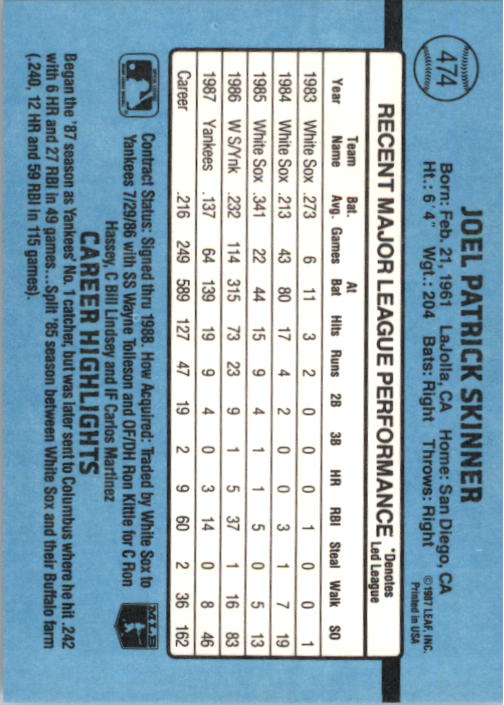 474
JOEL PATRICK SKINNER
Born: Feb. 21, 1961 LaJolla, CA Home: San Diego, CA
Ht.: 6' 4" Wgt.: 204 Bats: Right Throws: Right
©1987 LEAF, INC.
Printed in USA
RECENT MAJOR LEAGUE PERFORMANCE *Denotes Led League
Year Team Name Bat. Avg. Games At Bat Hits Runs 2B 3B HR RBI Steal Walk SO
1983 White Sox .273 6 11 3 2 0 0 0 1 0 0 1
1984 White Sox .213 43 80 17 4 2 0 0 3 1 7 19
1985 White Sox .341 22 44 15 9 4 1 1 5 0 5 13
1986 W S/Ynk .232 114 315 73 23 9 1 5 37 1 16 83
1987 Yankees .137 64 139 19 9 4 0 3 14 0 8 46
Career .216 249 589 127 47 19 2 9 60 2 36 162
Contract Status: Signed thru 1988. How Acquired: Traded by White Sox to
Yankees 7/29/86 with SS Wayne Tolleson and OF/DH Ron Kittle for C Ron
Hassey, C Bill Lindsey and IF Carlos Martinez
MLB
CAREER HIGHLIGHTS
Began the '87 season as Yankees' No. 1 catcher, but was later sent to Columbus where he hit .242
with 6 HR and 27 RBI in 49 games...Split '85 season between White Sox and their Buffalo farm
(.240, 12 HR and 59 RBI in 115 games).